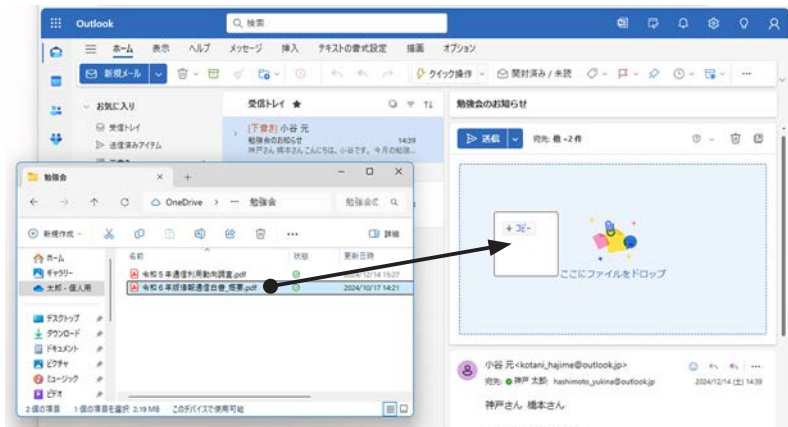 Outlook
検索
ホーム 表示 ヘルプ メッセージ 挿入 テキストの書式設定 描画 オプション
新規メール
クイック操作
開封済み / 未読
お気に入り
受信トレイ
送信済みアイテム
受信トレイ ★
[下書き] 小谷 元
勉強会のお知らせ 14:39
神戸さん 橋本さん こんにちは、小谷です。今月の勉強...
勉強会のお知らせ
送信
宛先: 橋 +2 件
+ コピー
ここにファイルをドロップ
勉強会
OneDrive > ... 勉強会
新規作成
詳細
名前 状態 更新日時
令和5年通信利用動向調査.pdf 2024/12/14 15:27
令和6年版情報通信白書_概要.pdf 2024/10/17 14:21
ホーム
ギャラリー
太郎 - 個人用
デスクトップ
ダウンロード
ドキュメント
ピクチャ
ミュージック
ビデオ
2 個の項目 1 個の項目を選択 2.19 MB このデバイスで使用可能
小谷 元<kotani_hajime@outlook.jp>
宛先: 神戸 太郎; hashimoto_yukina@outlook.jp 2024/12/14 (土) 14:39
神戸さん 橋本さん